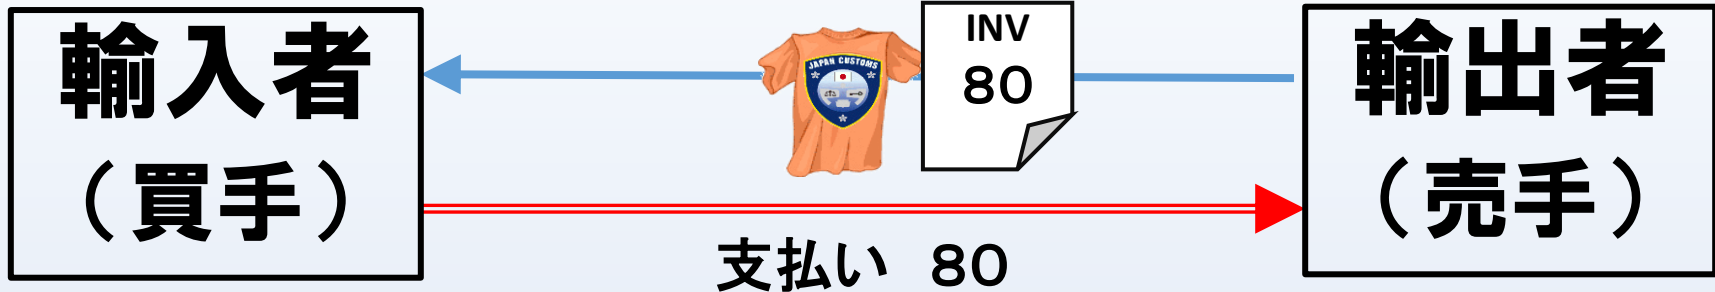 輸入者
（買手）
JAPAN CUSTOMS
INV
８０
輸出者
（売手）
支払い　８０